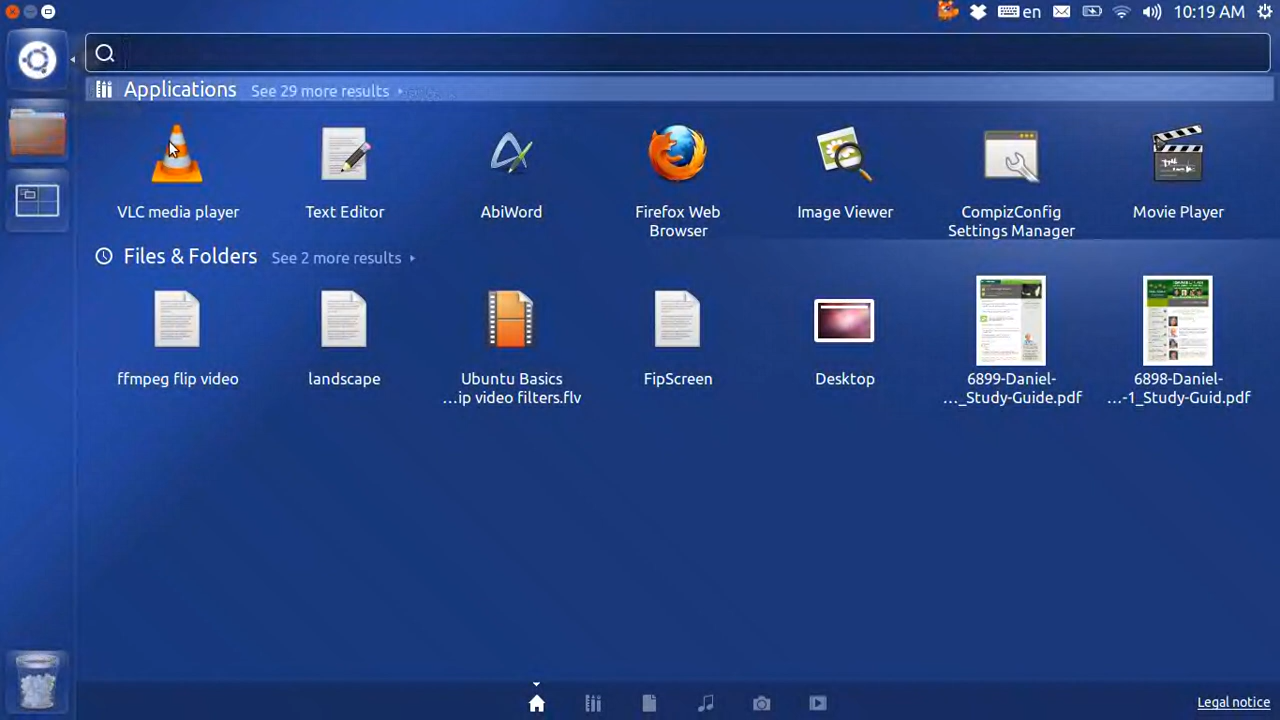 en 10:19 AM
Applications See 29 more results
VLC media player
Text Editor
AbiWord
Firefox Web
Browser
Image Viewer
CompizConfig
Settings Manager
Movie Player
Files & Folders See 2 more results
ffmpeg flip video
landscape
Ubuntu Basics
...ip video filters.flv
FipScreen
Desktop
6899-Daniel-
..._Study-Guide.pdf
6898-Daniel-
...-1_Study-Guid.pdf
Legal notice